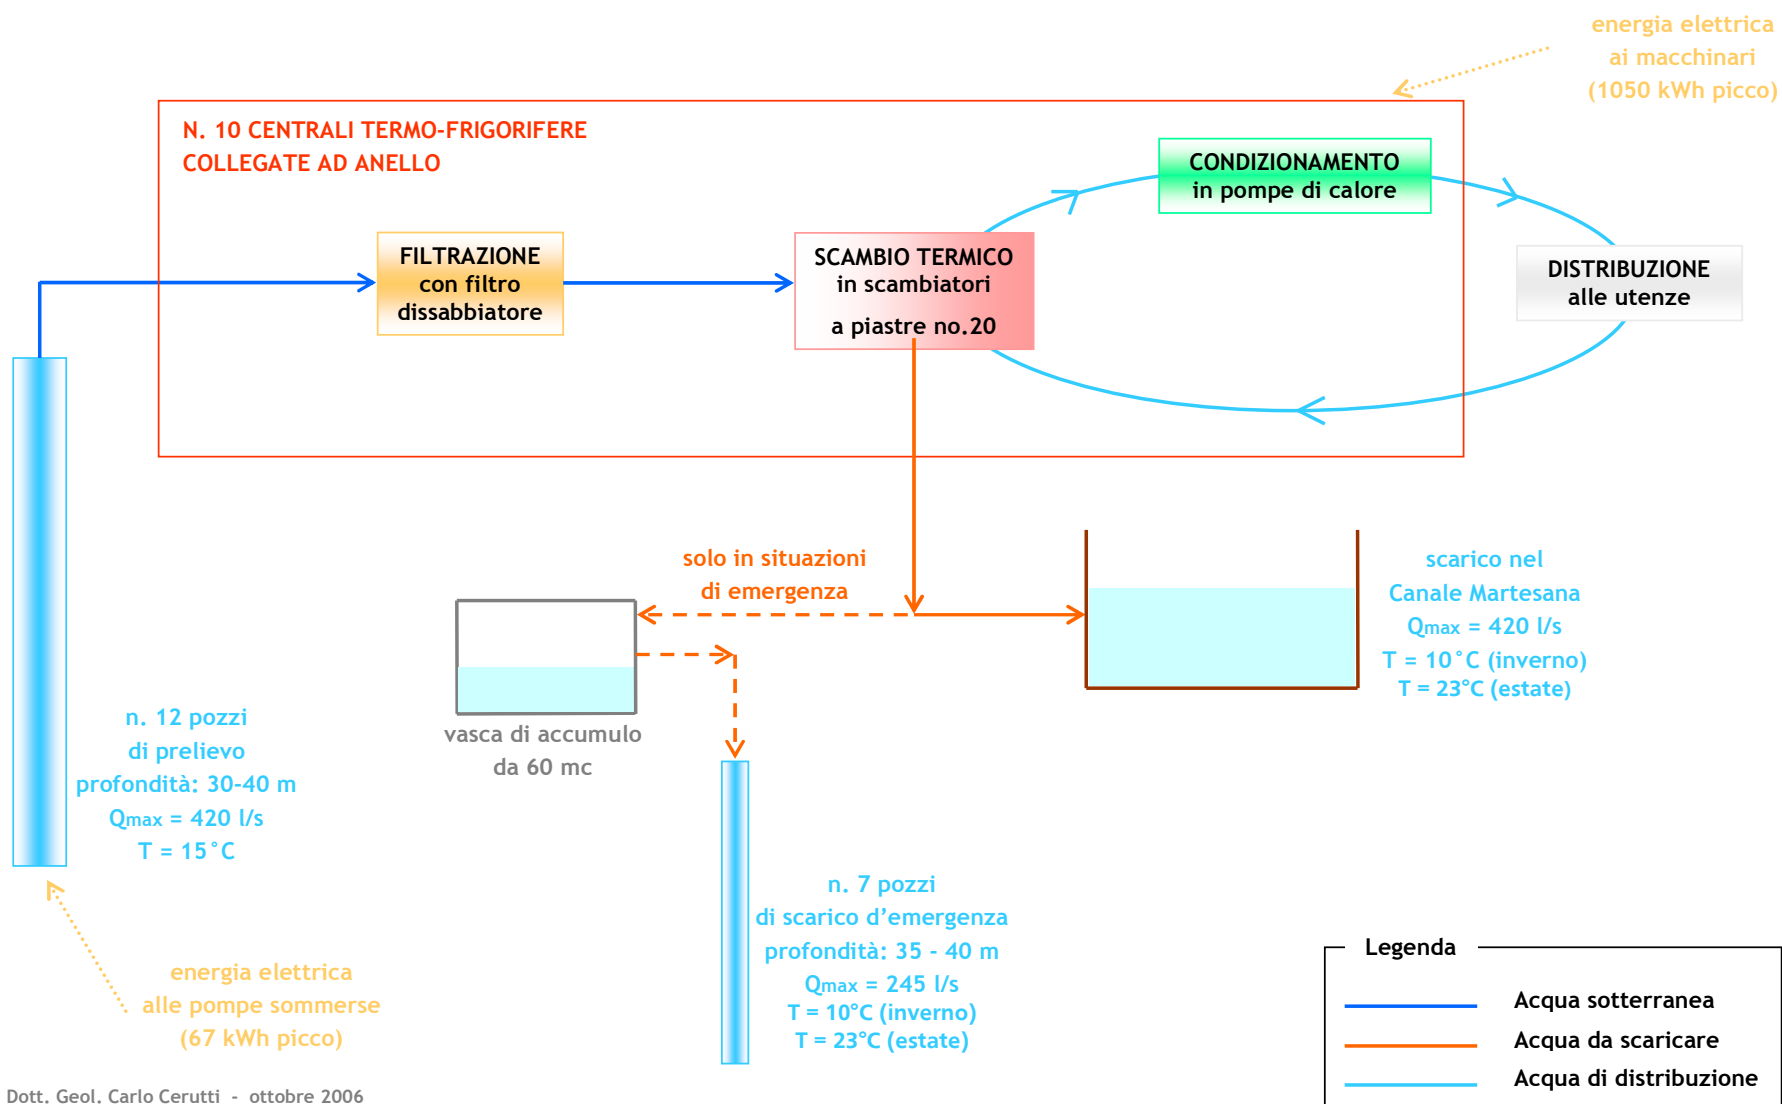 energia elettrica
ai macchinari
(1050 kWh picco)
N. 10 CENTRALI TERMO-FRIGORIFERE
COLLEGATE AD ANELLO
CONDIZIONAMENTO
in pompe di calore
FILTRAZIONE
con filtro
dissabbiatore
SCAMBIO TERMICO
in scambiatori
a piastre no.20
DISTRIBUZIONE
alle utenze
solo in situazioni
di emergenza
scarico nel
Canale Martesana
Qmax = 420 l/s
T = 10°C (inverno)
T = 23°C (estate)
n. 12 pozzi
di prelievo
profondità: 30-40 m
Qmax = 420 l/s
T = 15°C
vasca di accumulo
da 60 mc
n. 7 pozzi
di scarico d'emergenza
profondità: 35 - 40 m
Qmax = 245 l/s
T = 10°C (inverno)
T = 23°C (estate)
energia elettrica
alle pompe sommerse
(67 kWh picco)
Legenda
Acqua sotterranea
Acqua da scaricare
Acqua di distribuzione
Dott. Geol. Carlo Cerutti - ottobre 2006